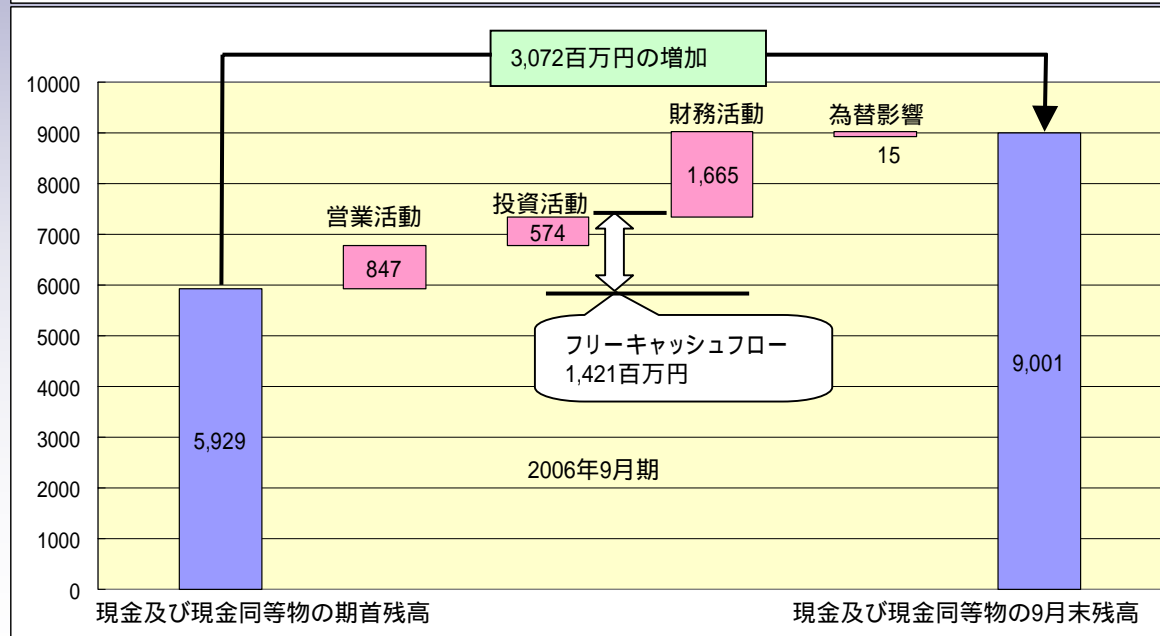 3,072百万円の増加
10000
9000
8000
7000
6000
5000
4000
3000
2000
1000
0
財務活動
為替影響
1,665
15
営業活動
投資活動
574
847
フリーキャッシュフロー
1,421百万円
5,929
9,001
2006年9月期
現金及び現金同等物の期首残高
現金及び現金同等物の9月末残高